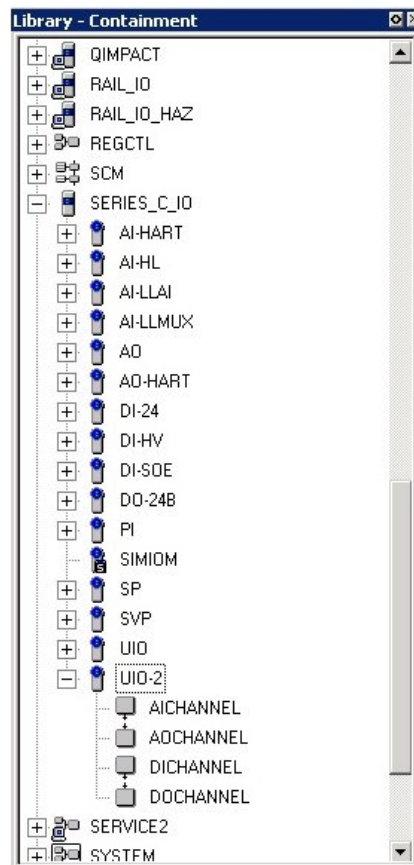 Library - Containment
QIMPACT
RAIL_IO
RAIL_IO_HAZ
REGCTL
SCM
SERIES_C_IO
AI-HART
AI-HL
AI-LLAI
AI-LLMUX
AO
AO-HART
DI-24
DI-HV
DI-SOE
DO-24B
PI
SIMIOM
SP
SVP
UIO
UIO-2
AICHANNEL
AOCHANNEL
DICHANNEL
DOCHANNEL
SERVICE2
SYSTEM